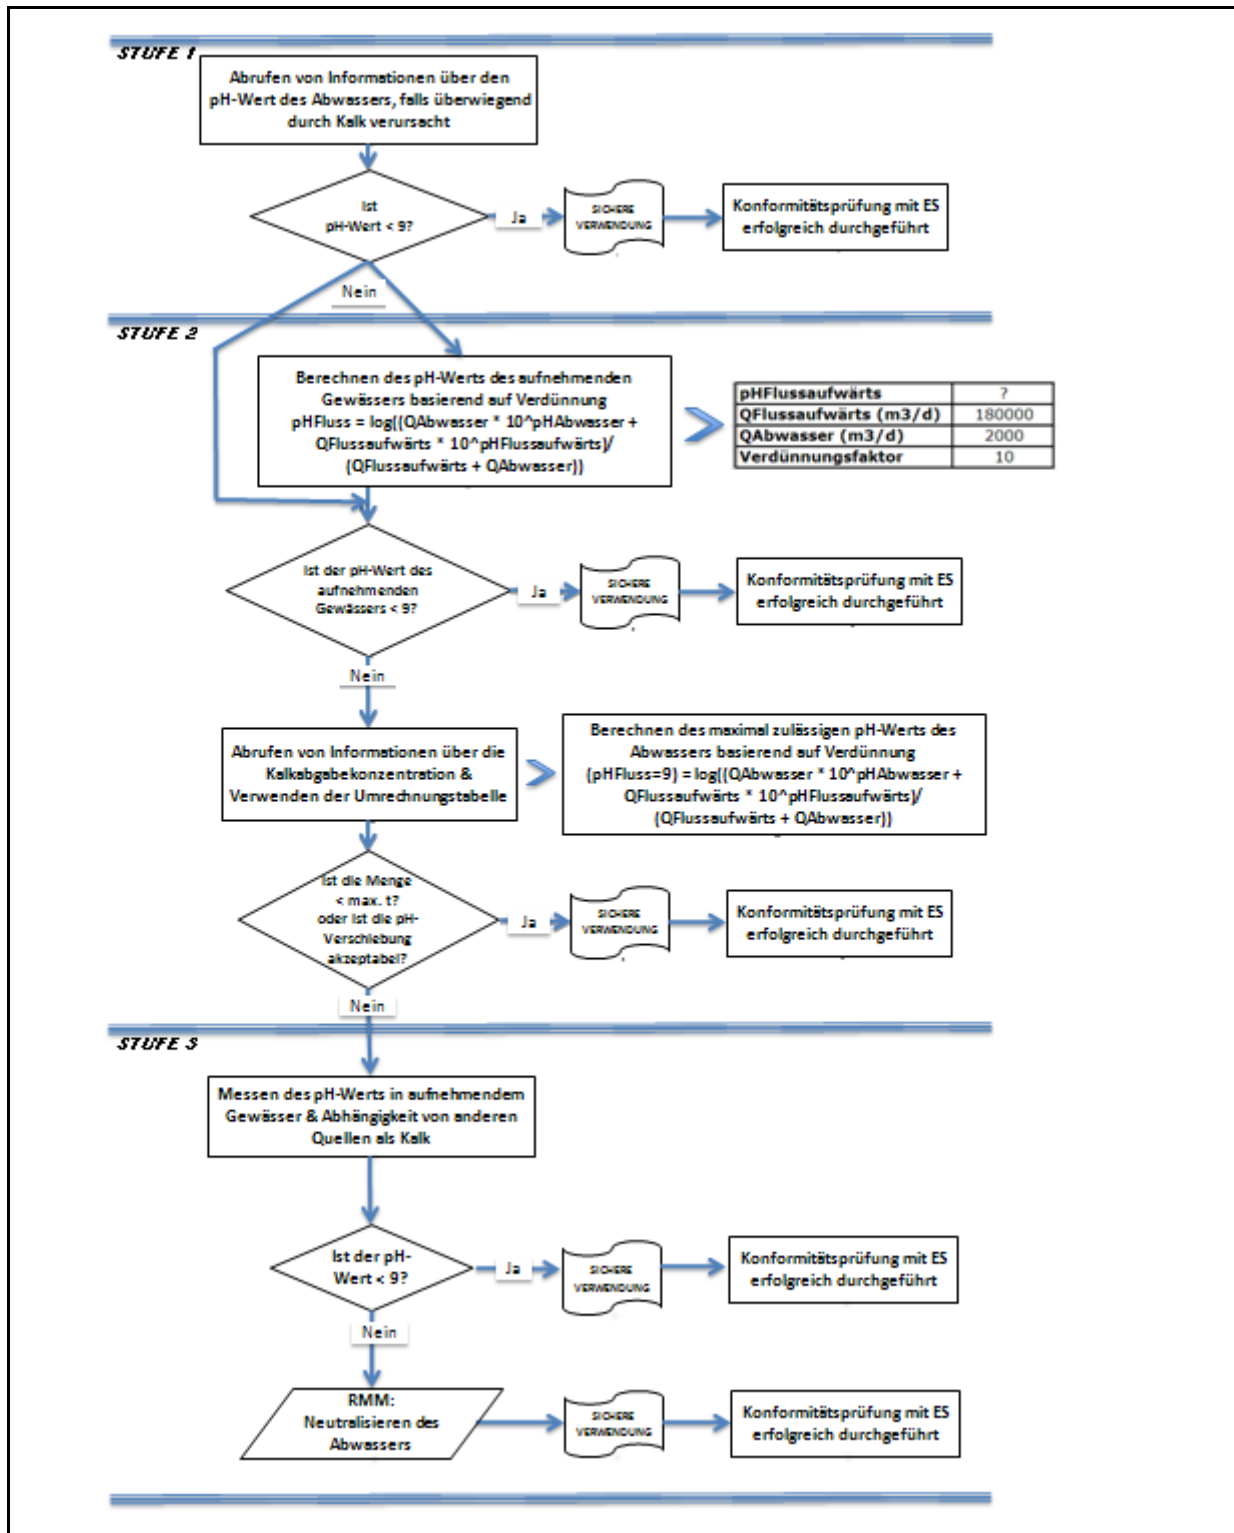 STUFE 1
Abrufen von Informationen über den
pH-Wert des Abwassers, falls überwiegend
durch Kalk verursacht
Ist
pH-Wert < 9?
Ja
SICHERE
VERWENDUNG
Konformitätsprüfung mit ES
erfolgreich durchgeführt
Nein
STUFE 2
Berechnen des pH-Werts des aufnehmenden
Gewässers basierend auf Verdünnung
pHFluss = log((QAbwasser * 10^pHAbwasser +
QFlussaufwärts * 10^pHFlussaufwärts)/
(QFlussaufwärts + QAbwasser))
pHFlussaufwärts ?
QFlussaufwärts (m3/d) 180000
QAbwasser (m3/d) 2000
Verdünnungsfaktor 10
Ist der pH-Wert des
aufnehmenden
Gewässers < 9?
Ja
SICHERE
VERWENDUNG
Konformitätsprüfung mit ES
erfolgreich durchgeführt
Nein
Abrufen von Informationen über die
Kalkabgabekonzentration &
Verwenden der Umrechnungstabelle
Berechnen des maximal zulässigen pH-Werts des
Abwassers basierend auf Verdünnung
(pHFluss=9) = log((QAbwasser * 10^pHAbwasser +
QFlussaufwärts * 10^pHFlussaufwärts)/
(QFlussaufwärts + QAbwasser))
Ist die Menge
< max. t?
oder ist die pH-
Verschiebung
akzeptabel?
Ja
SICHERE
VERWENDUNG
Konformitätsprüfung mit ES
erfolgreich durchgeführt
Nein
STUFE 3
Messen des pH-Werts in aufnehmendem
Gewässer & Abhängigkeit von anderen
Quellen als Kalk
Ist der pH-
Wert < 9?
Ja
SICHERE
VERWENDUNG
Konformitätsprüfung mit ES
erfolgreich durchgeführt
Nein
RMM:
Neutralisieren des
Abwassers
SICHERE
VERWENDUNG
Konformitätsprüfung mit ES
erfolgreich durchgeführt